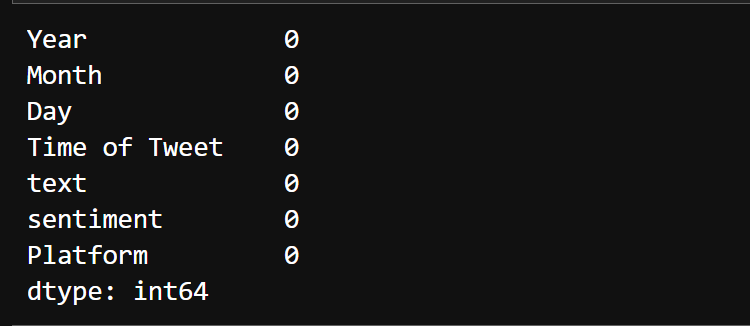 Year 0
Month 0
Day 0
Time of Tweet 0
text 0
sentiment 0
Platform 0
dtype: int64